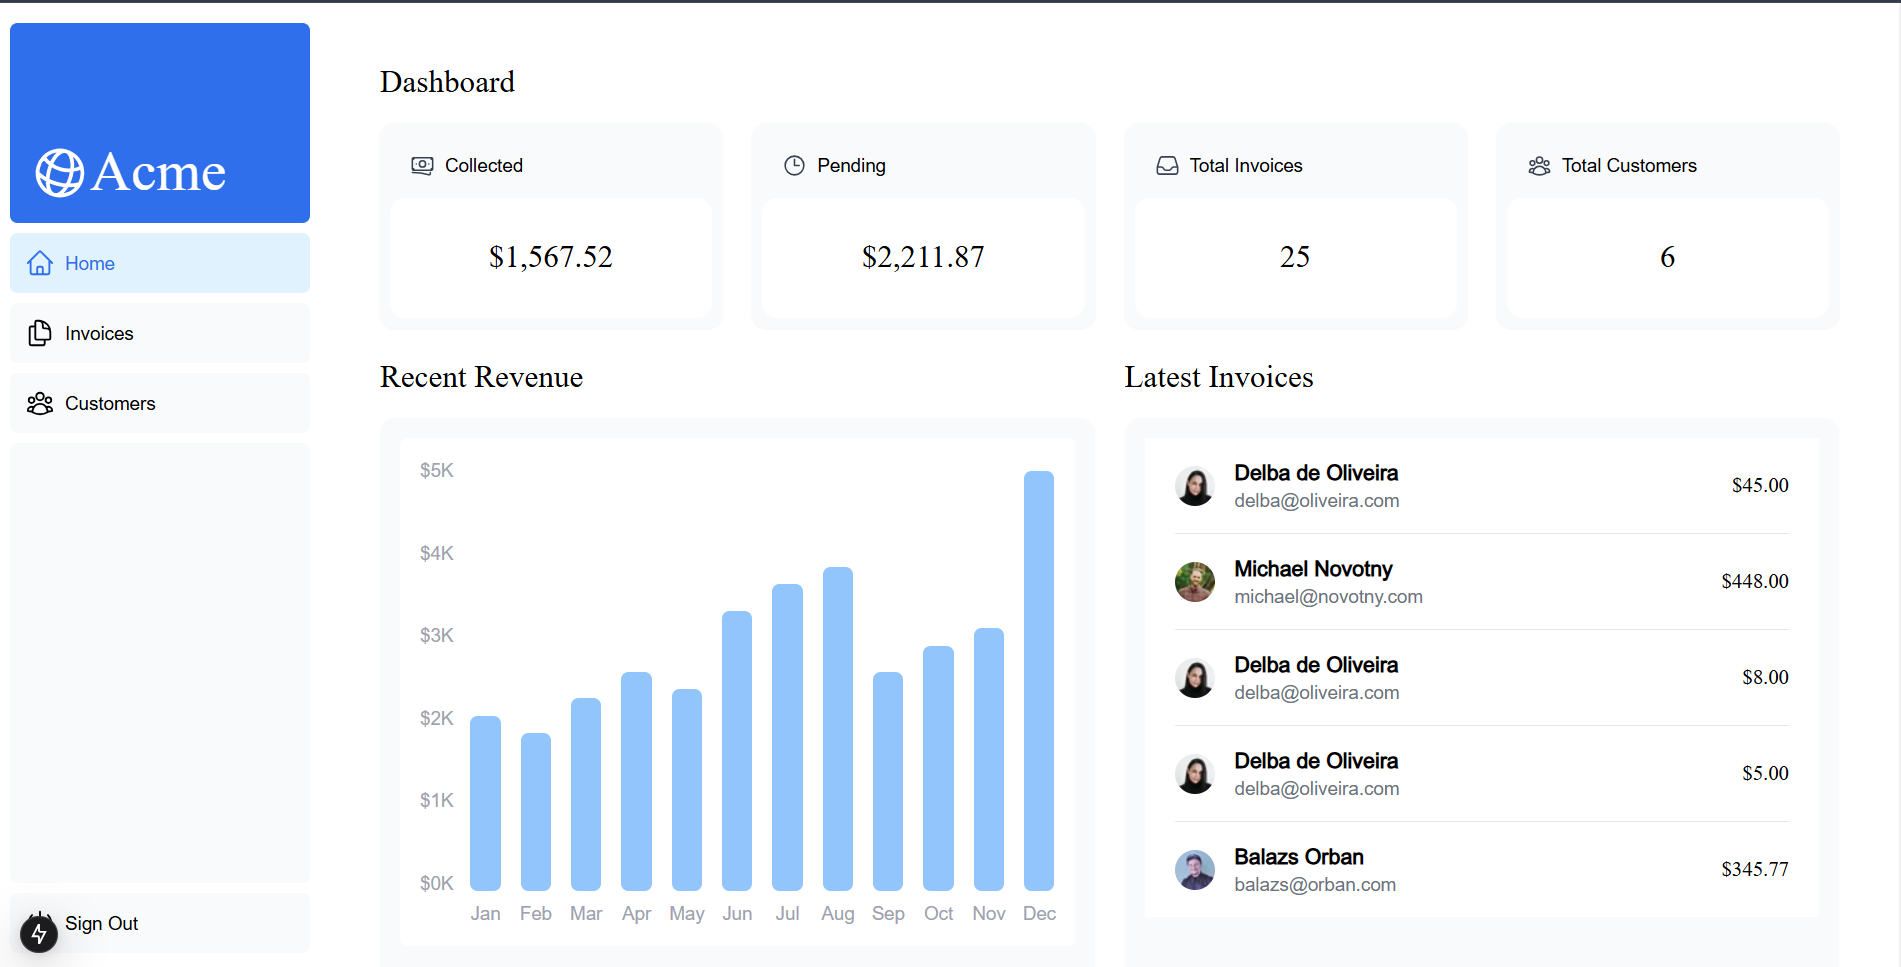 Acme
Home
Invoices
Customers
Sign Out
Dashboard
Collected
$1,567.52
Pending
$2,211.87
Total Invoices
25
Total Customers
6
Recent Revenue
$5K
$4K
$3K
$2K
$1K
$0K
Jan Feb Mar Apr May Jun Jul Aug Sep Oct Nov Dec
Latest Invoices
Delba de Oliveira
delba@oliveira.com
$45.00
Michael Novotny
michael@novotny.com
$448.00
Delba de Oliveira
delba@oliveira.com
$8.00
Delba de Oliveira
delba@oliveira.com
$5.00
Balazs Orban
balazs@orban.com
$345.77